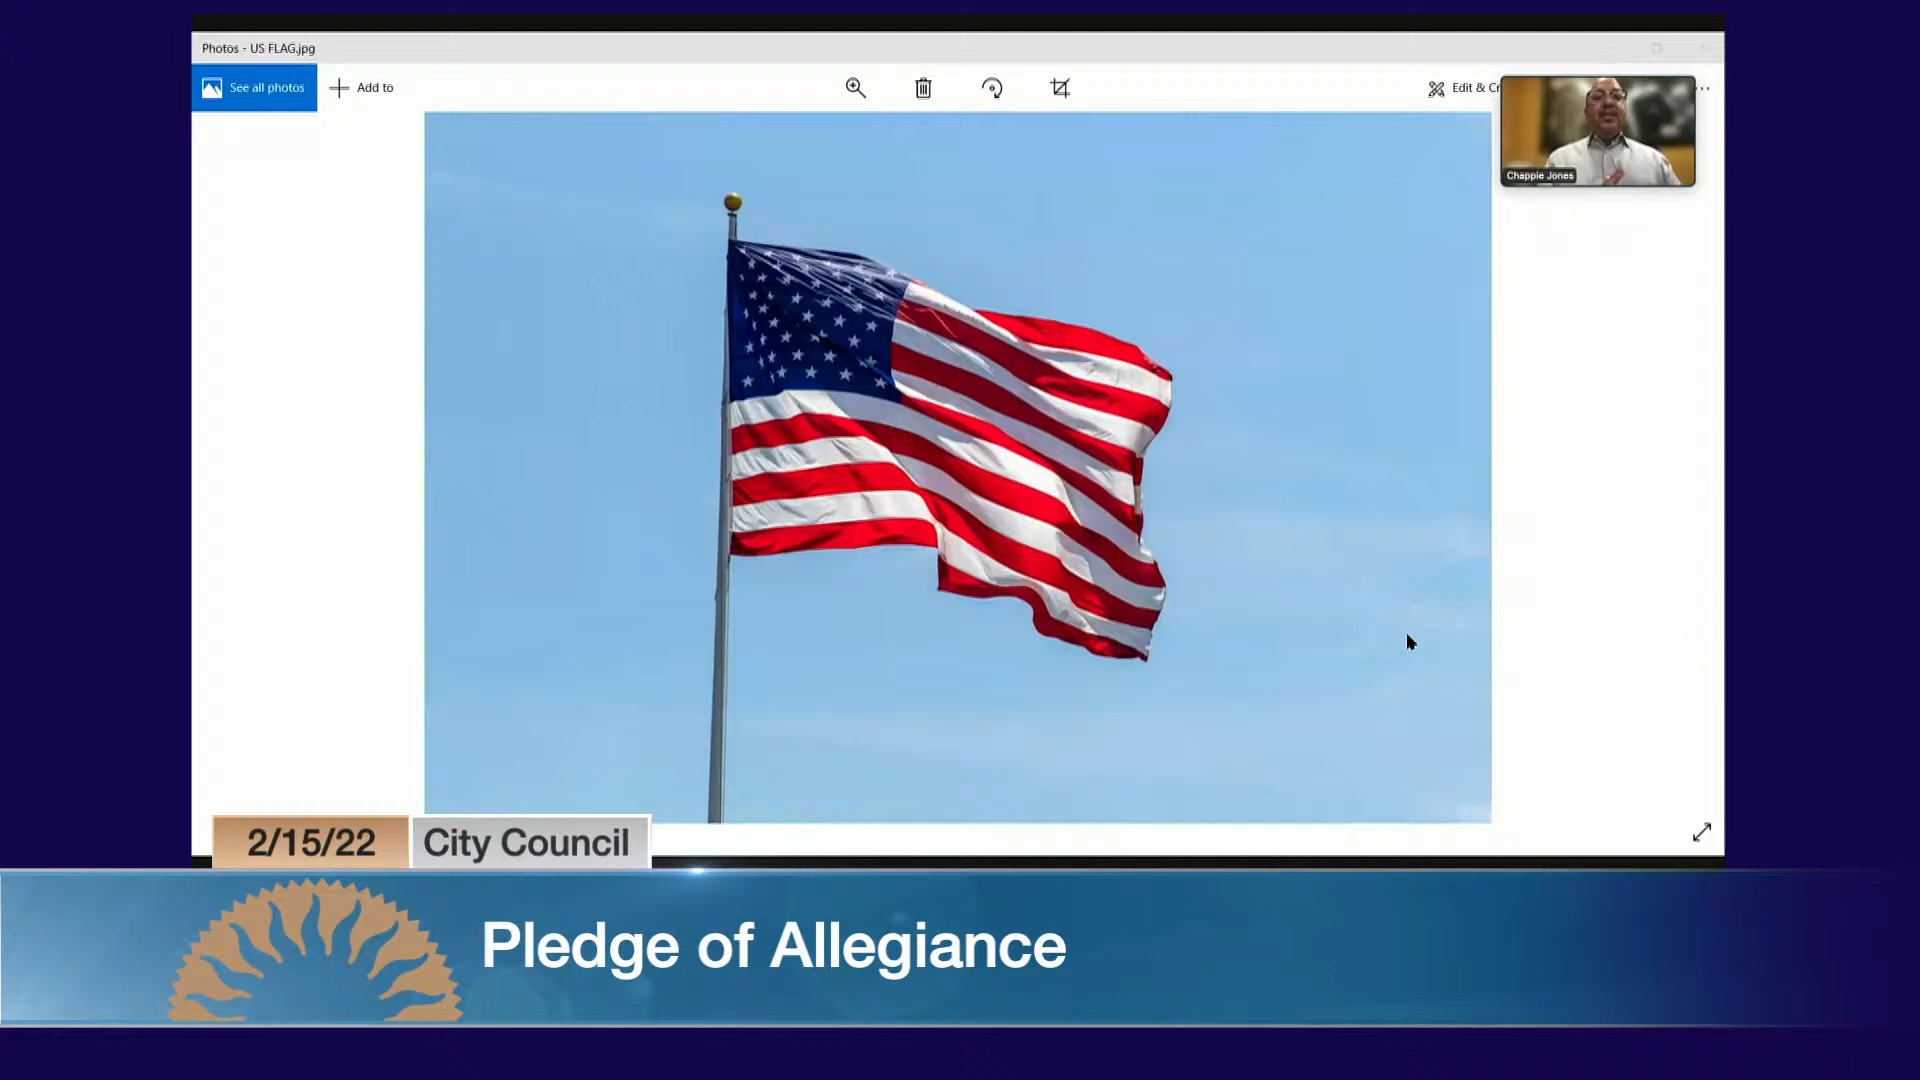 Photos - US FLAG.jpg
See all photos
Add to
Edit & Cr
Chappie Jones
2/15/22
City Council
Pledge of Allegiance